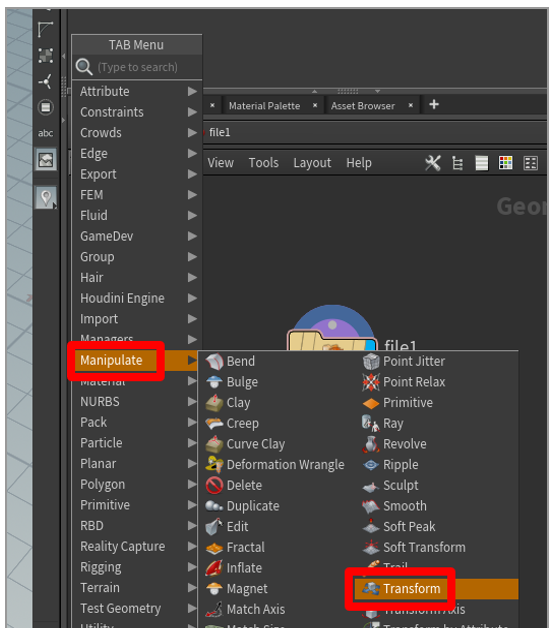 TAB Menu
(Type to search)
Attribute
Constraints
Crowds
Edge
Export
FEM
Fluid
GameDev
Group
Hair
Houdini Engine
Import
Managers
Manipulate
Material
NURBS
Pack
Particle
Planar
Polygon
Primitive
RBD
Reality Capture
Rigging
Terrain
Test Geometry
Utility
abc
Material Palette
Asset Browser
file1
View Tools Layout Help
Geor
file1
Bend
Bulge
Clay
Creep
Curve Clay
Deformation Wrangle
Delete
Duplicate
Edit
Fractal
Inflate
Magnet
Match Axis
Match Size
Point Jitter
Point Relax
Primitive
Ray
Revolve
Ripple
Sculpt
Smooth
Soft Peak
Soft Transform
Trail
Transform
Transform Axis
Transform by Attribute